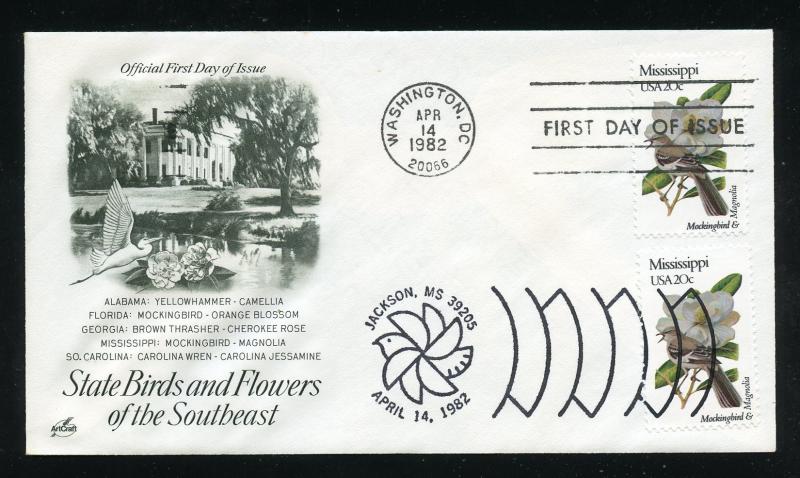 Official First Day of Issue
ALABAMA: YELLOWHAMMER - CAMELLIA
FLORIDA: MOCKINGBIRD - ORANGE BLOSSOM
GEORGIA: BROWN THRASHER - CHEROKEE ROSE
MISSISSIPPI: MOCKINGBIRD - MAGNOLIA
SO. CAROLINA: CAROLINA WREN - CAROLINA JESSAMINE
State Birds and Flowers
of the Southeast
ArtCraft
WASHINGTON, DC
APR
14
1982
20066
FIRST DAY OF ISSUE
Mississippi
USA 20c
Mockingbird &
Magnolia
JACKSON, MS 39205
APRIL 14, 1982
Mississippi
USA 20c
Mockingbird &
Magnolia